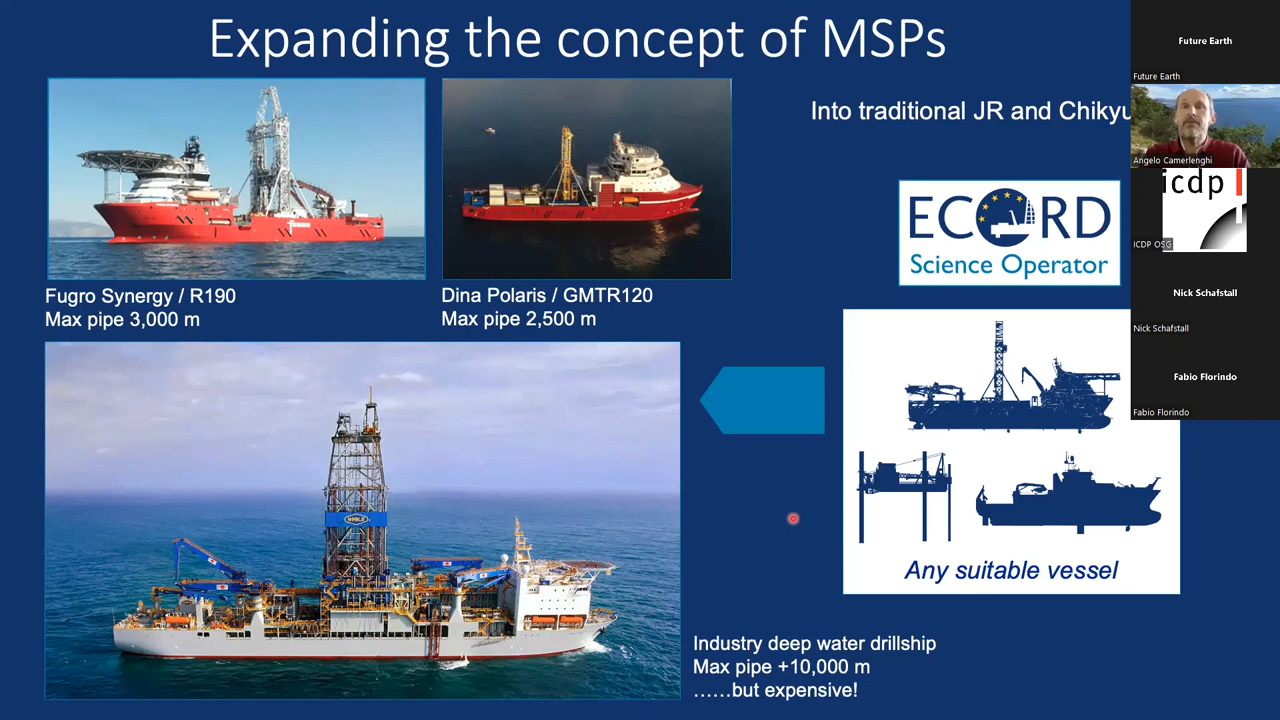 Expanding the concept of MSPs
Into traditional JR and Chikyu
FUGRO
Fugro Synergy / R190
Max pipe 3,000 m
Dina Polaris / GMTR120
Max pipe 2,500 m
ECORD
Science Operator
NOBLE
Any suitable vessel
Industry deep water drillship
Max pipe +10,000 m
......but expensive!
Future Earth
Future Earth
Angelo Camerlenghi
icdp
ICDP OSG
Nick Schafstall
Nick Schafstall
Fabio Florindo
Fabio Florindo